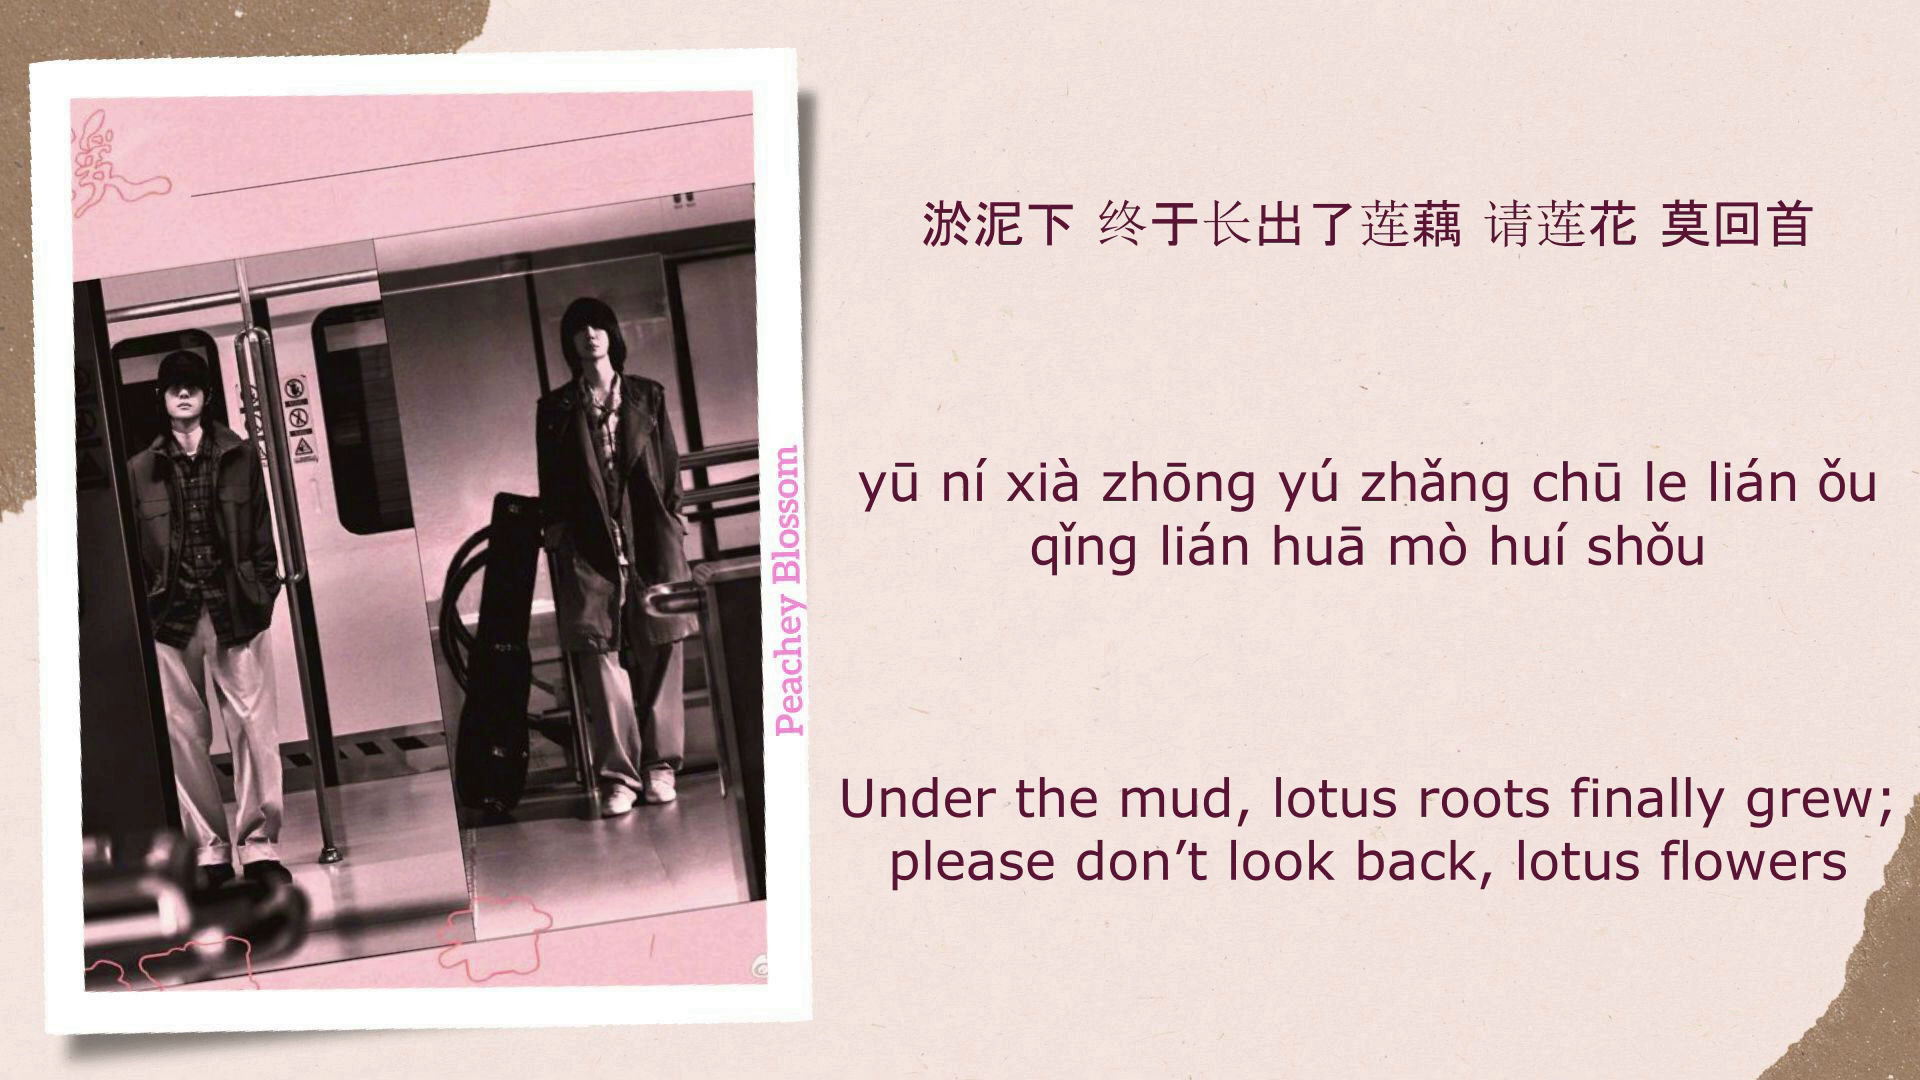 淤泥下 终于长出了莲藕 请莲花 莫回首
yū ní xià zhōng yú zhǎng chū le lián ǒu
qǐng lián huā mò huí shǒu
Under the mud, lotus roots finally grew;
please don’t look back, lotus flowers
Peachey Blossom